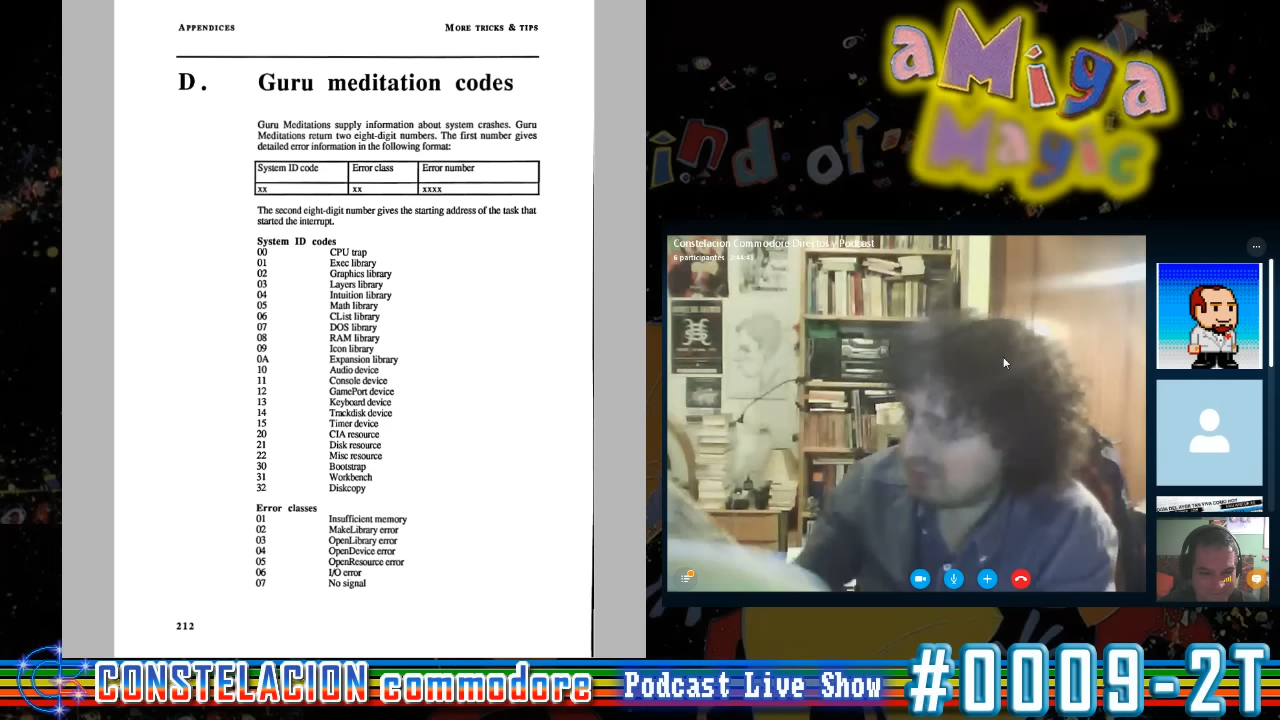 APPENDICES
MORE TRICKS & TIPS
D.
Guru meditation codes
Guru Meditations supply information about system crashes. Guru
Meditations return two eight-digit numbers. The first number gives
detailed error information in the following format:
System ID code
Error class
Error number
xx
xx
xxxx
The second eight-digit number gives the starting address of the task that
started the interrupt.
System ID codes
00 CPU trap
01 Exec library
02 Graphics library
03 Layers library
04 Intuition library
05 Math library
06 CList library
07 DOS library
08 RAM library
09 Icon library
0A Expansion library
10 Audio device
11 Console device
12 GamePort device
13 Keyboard device
14 Trackdisk device
15 Timer device
20 CIA resource
21 Disk resource
22 Misc resource
30 Bootstrap
31 Workbench
32 Diskcopy
Error classes
01 Insufficient memory
02 MakeLibrary error
03 OpenLibrary error
04 OpenDevice error
05 OpenResource error
06 I/O error
07 No signal
212
aMiga
ind of
Constelacion Commodore Directos y Podcast
6 participantes 2:44:43
CONSTELACION commodore
Podcast Live Show
#0009-2T